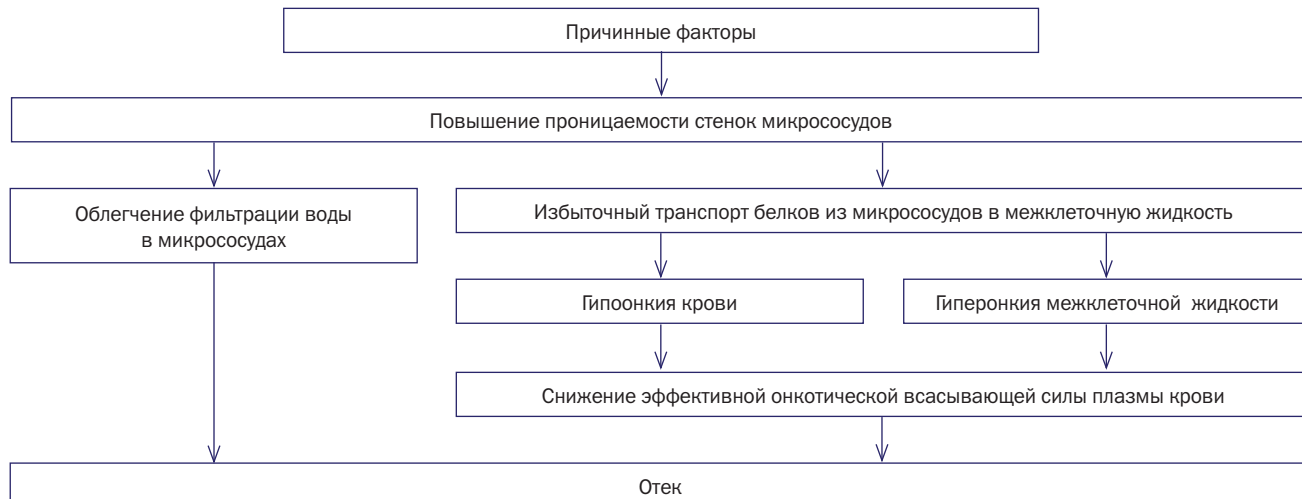 Причинные факторы
Повышение проницаемости стенок микрососудов
Облегчение фильтрации воды
в микрососудах
Избыточный транспорт белков из микрососудов в межклеточную жидкость
Гипоонкия крови
Гиперонкия межклеточной жидкости
Снижение эффективной онкотической всасывающей силы плазмы крови
Отек